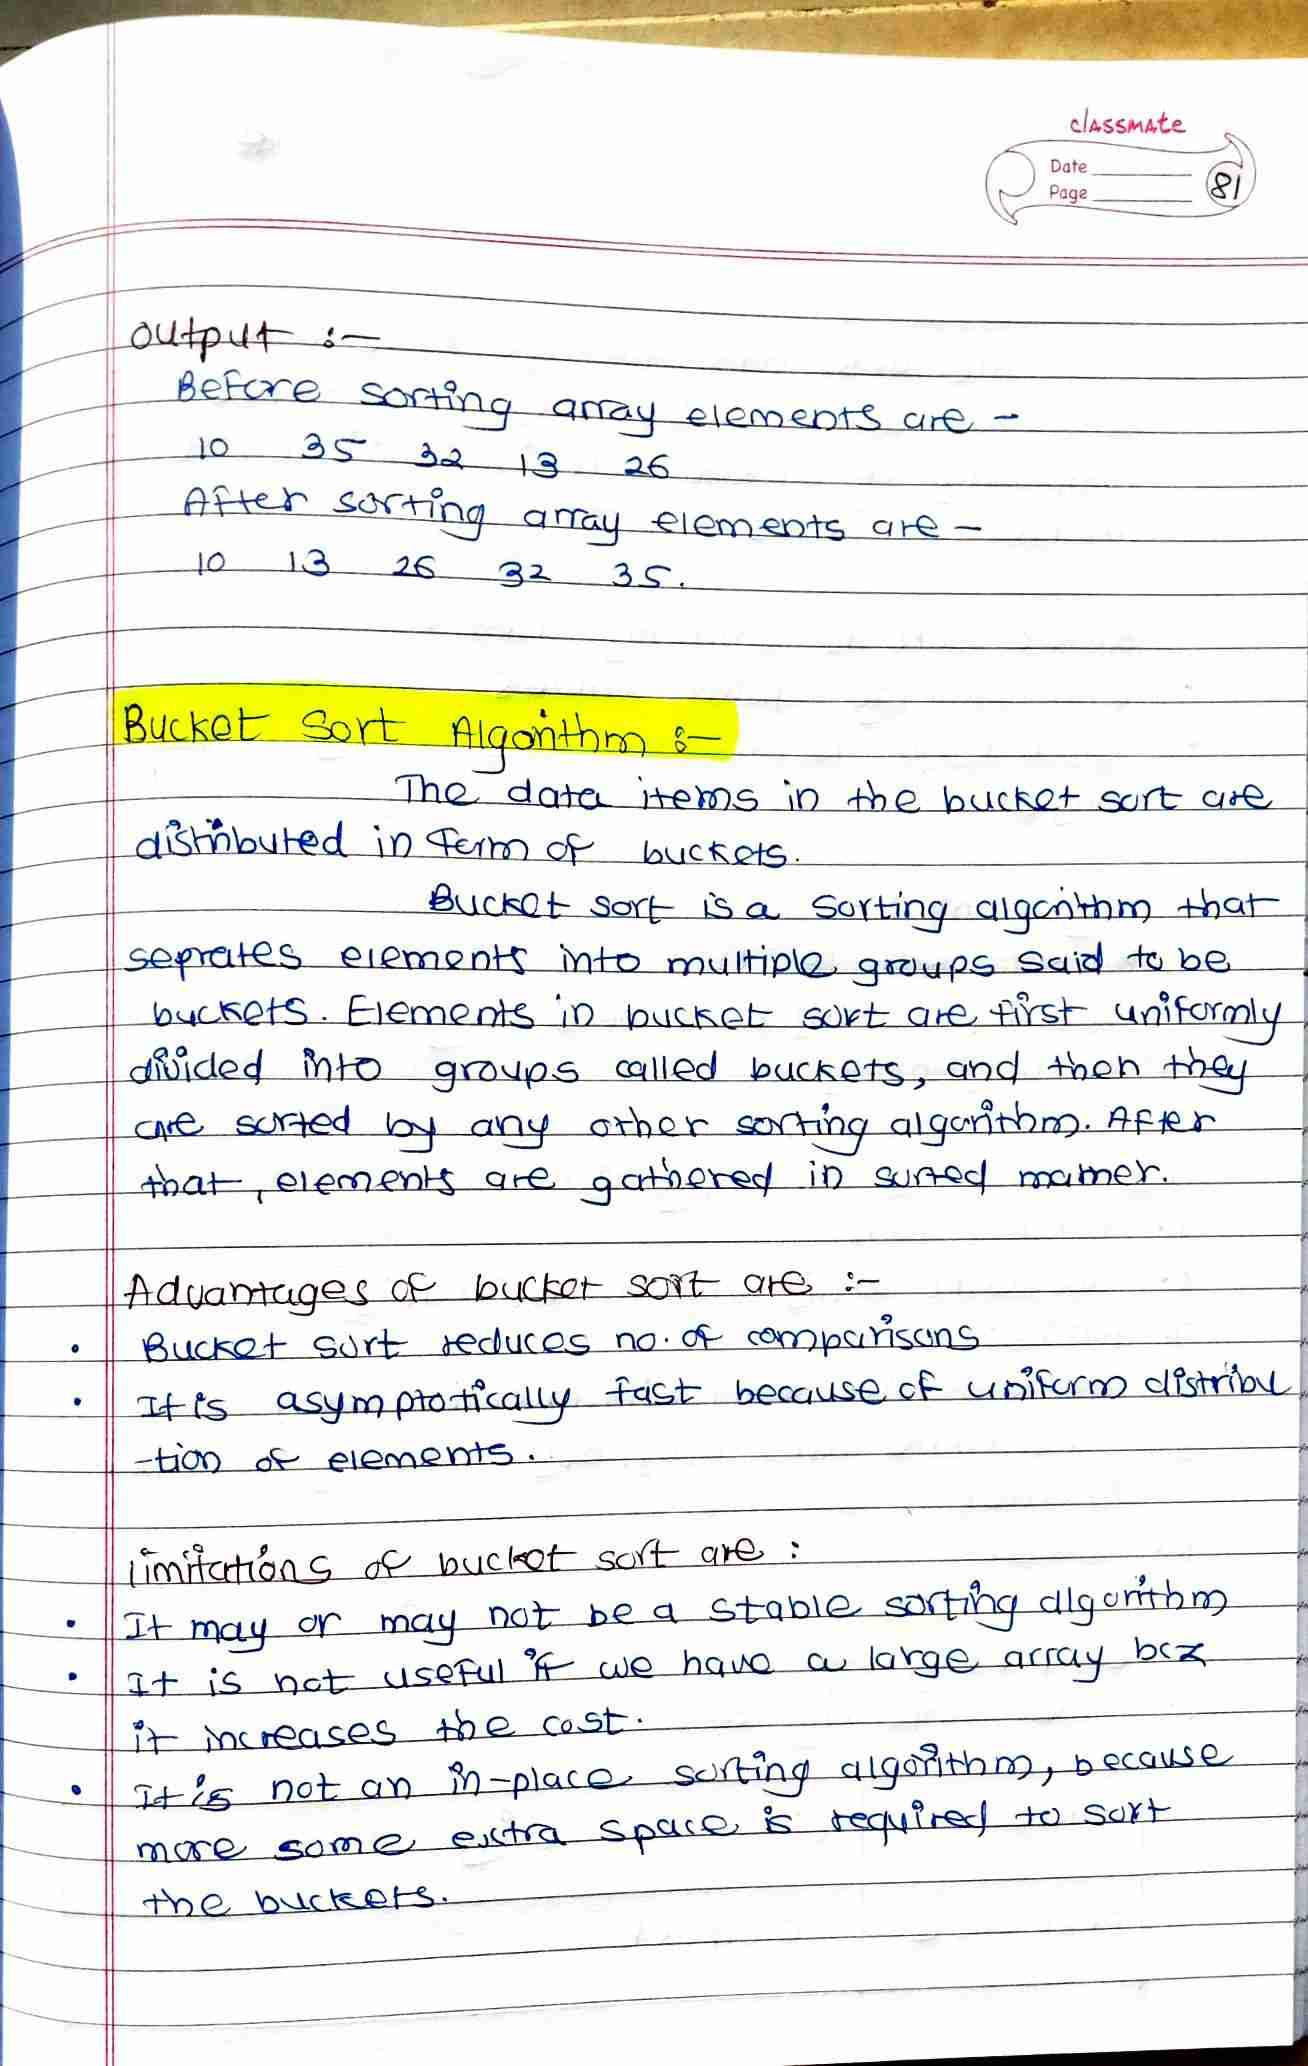 classmate
Date
Page
81
Output :-
Before sorting array elements are -
10 35 32 13 26
After sorting array elements are -
10 13 26 32 35.
Bucket Sort Algorithm :-
The data items in the bucket sort are
distributed in form of buckets.
Bucket sort is a sorting algorithm that
seprates elements into multiple groups said to be
buckets. Elements in bucket sort are first uniformly
divided into groups called buckets, and then they
are sorted by any other sorting algorithm. After
that, elements are gathered in sorted manner.
Advantages of bucket sort are :-
• Bucket sort reduces no. of comparisons
• It is asymptotically fast because of uniform distribu
-tion of elements.
limitations of bucket sort are :
• It may or may not be a stable sorting algorithm
• It is not useful if we have a large array bcz
it increases the cost.
• It is not an in-place sorting algorithm, because
more some extra space is required to sort
the buckets.